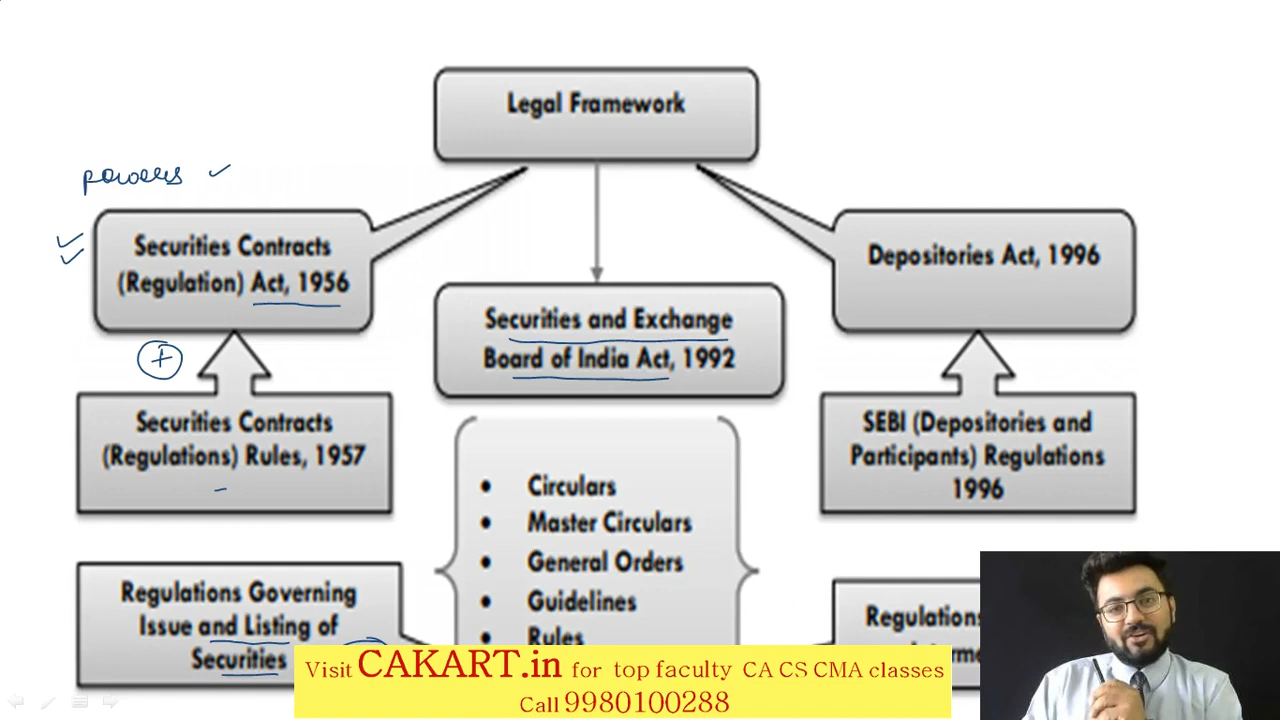 Legal Framework
powers
Securities Contracts
(Regulation) Act, 1956
Depositories Act, 1996
Securities and Exchange
Board of India Act, 1992
+
Securities Contracts
(Regulations) Rules, 1957
SEBI (Depositories and
Participants) Regulations
1996
• Circulars
• Master Circulars
• General Orders
• Guidelines
• Rules
Regulations Governing
Issue and Listing of
Securities
Regulations
Visit CAKART.in for top faculty CA CS CMA classes
Call 9980100288